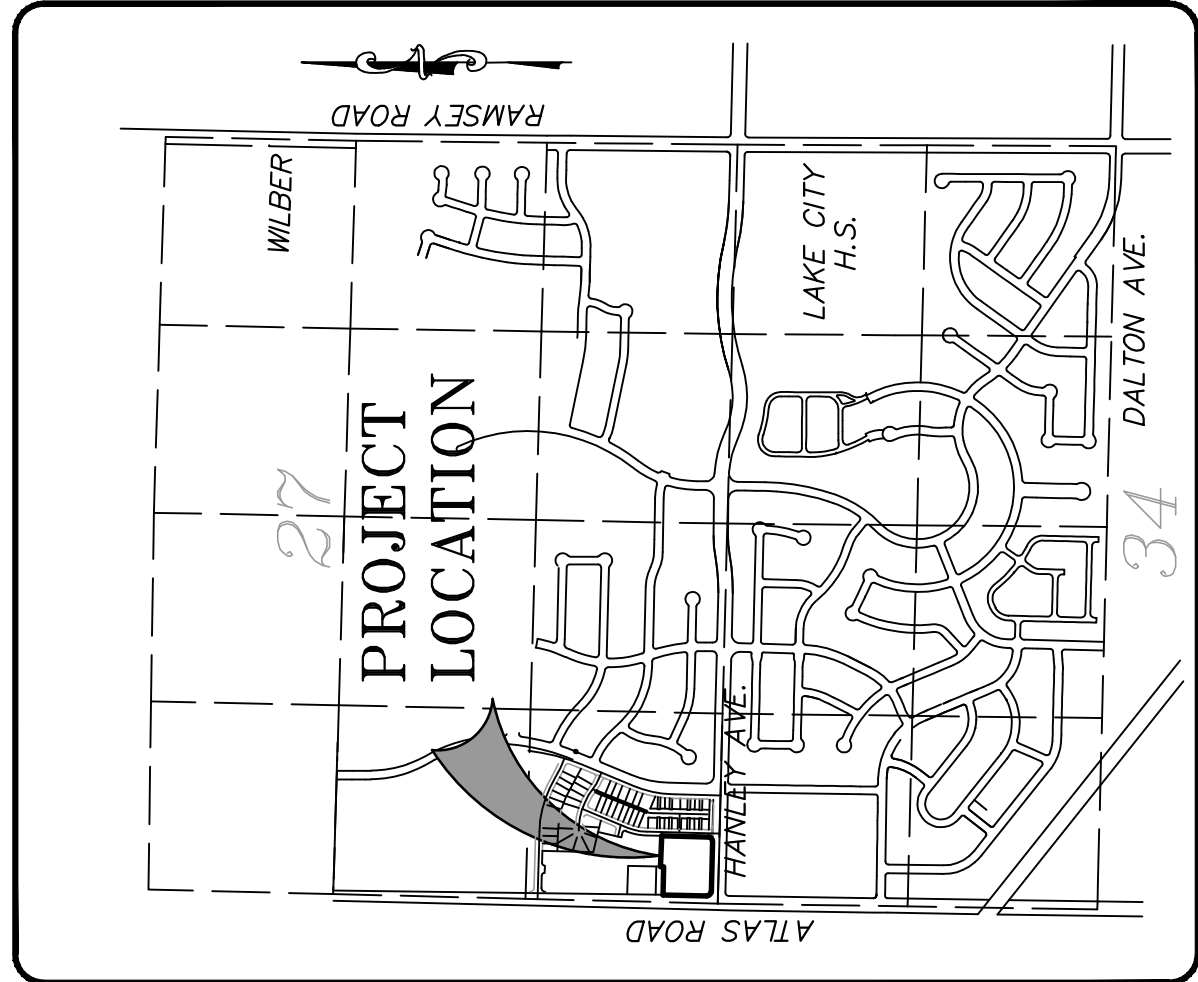 RAMSEY ROAD
WILBER
LAKE CITY
H.S.
DALTON AVE.
27
PROJECT
LOCATION
34
HANLEY AVE.
ATLAS ROAD
N